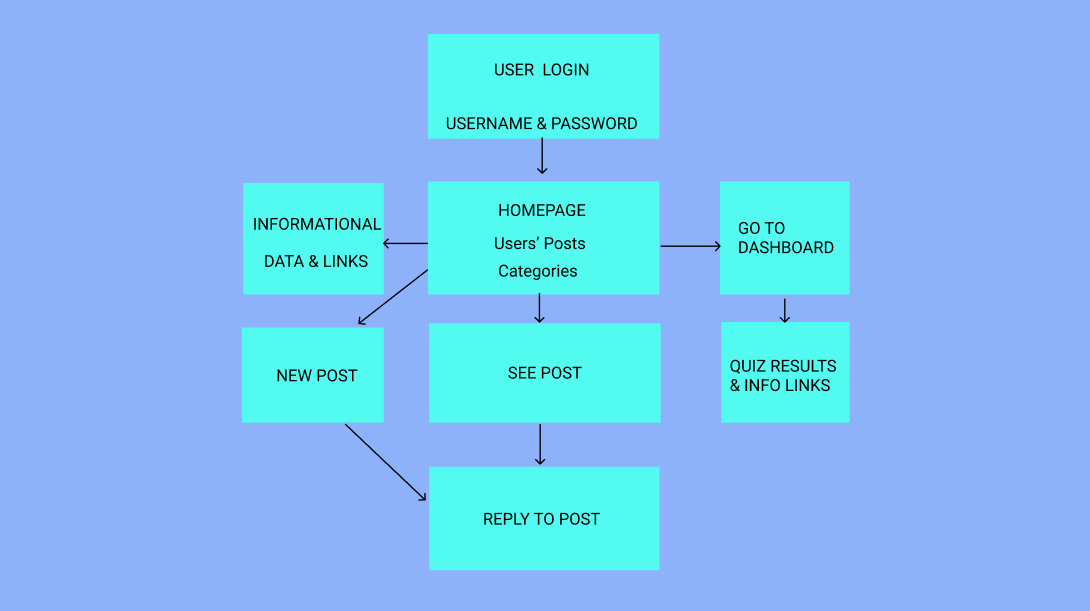 USER LOGIN
USERNAME & PASSWORD
INFORMATIONAL
DATA & LINKS
HOMEPAGE
Users’ Posts
Categories
GO TO
DASHBOARD
NEW POST
SEE POST
QUIZ RESULTS
& INFO LINKS
REPLY TO POST